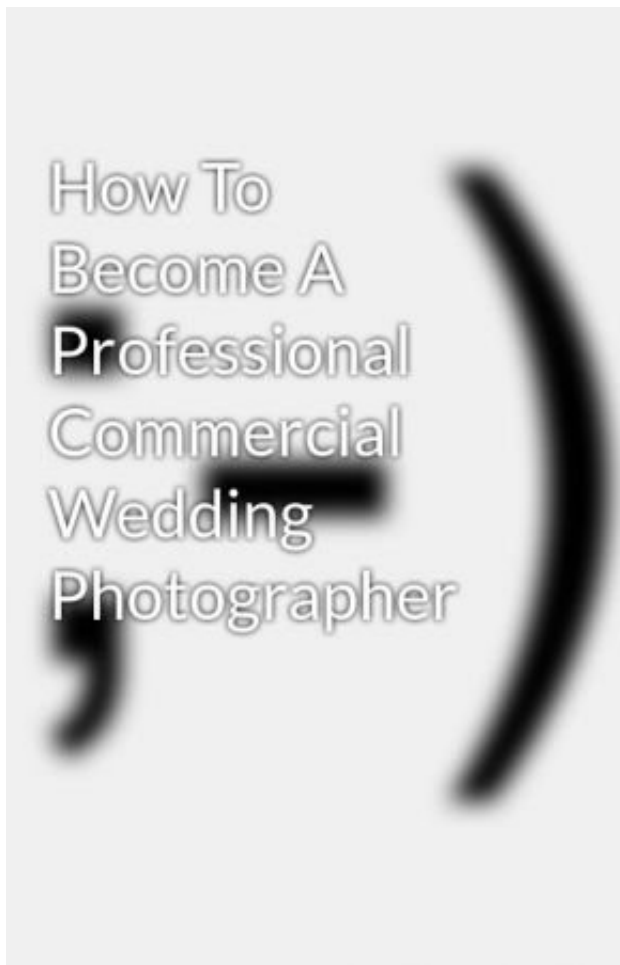 How To
Become A
Professional
Commercial
Wedding
Photographer
;-)